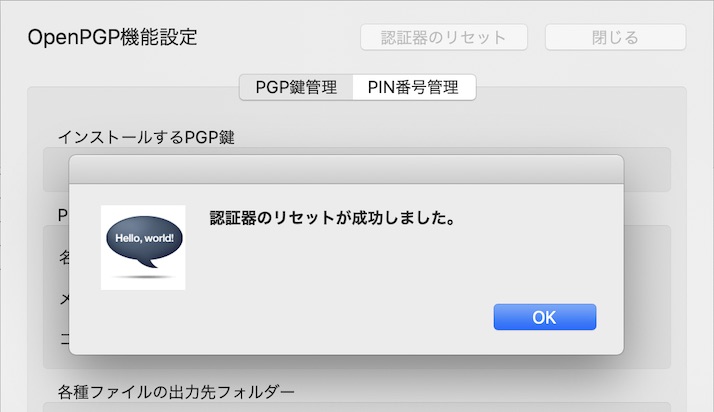 OpenPGP機能設定
認証器のリセット
閉じる
PGP鍵管理
PIN番号管理
インストールするPGP鍵
Hello, world!
認証器のリセットが成功しました。
OK
各種ファイルの出力先フォルダー